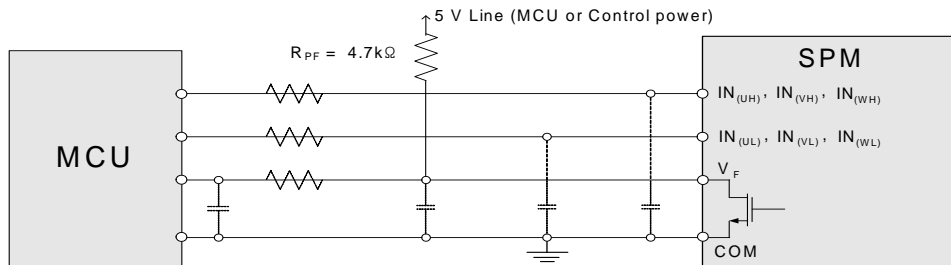 5 V Line (MCU or Control power)
R_PF = 4.7kΩ
SPM
MCU
IN_(UH), IN_(VH), IN_(WH)
IN_(UL), IN_(VL), IN_(WL)
V_F
COM